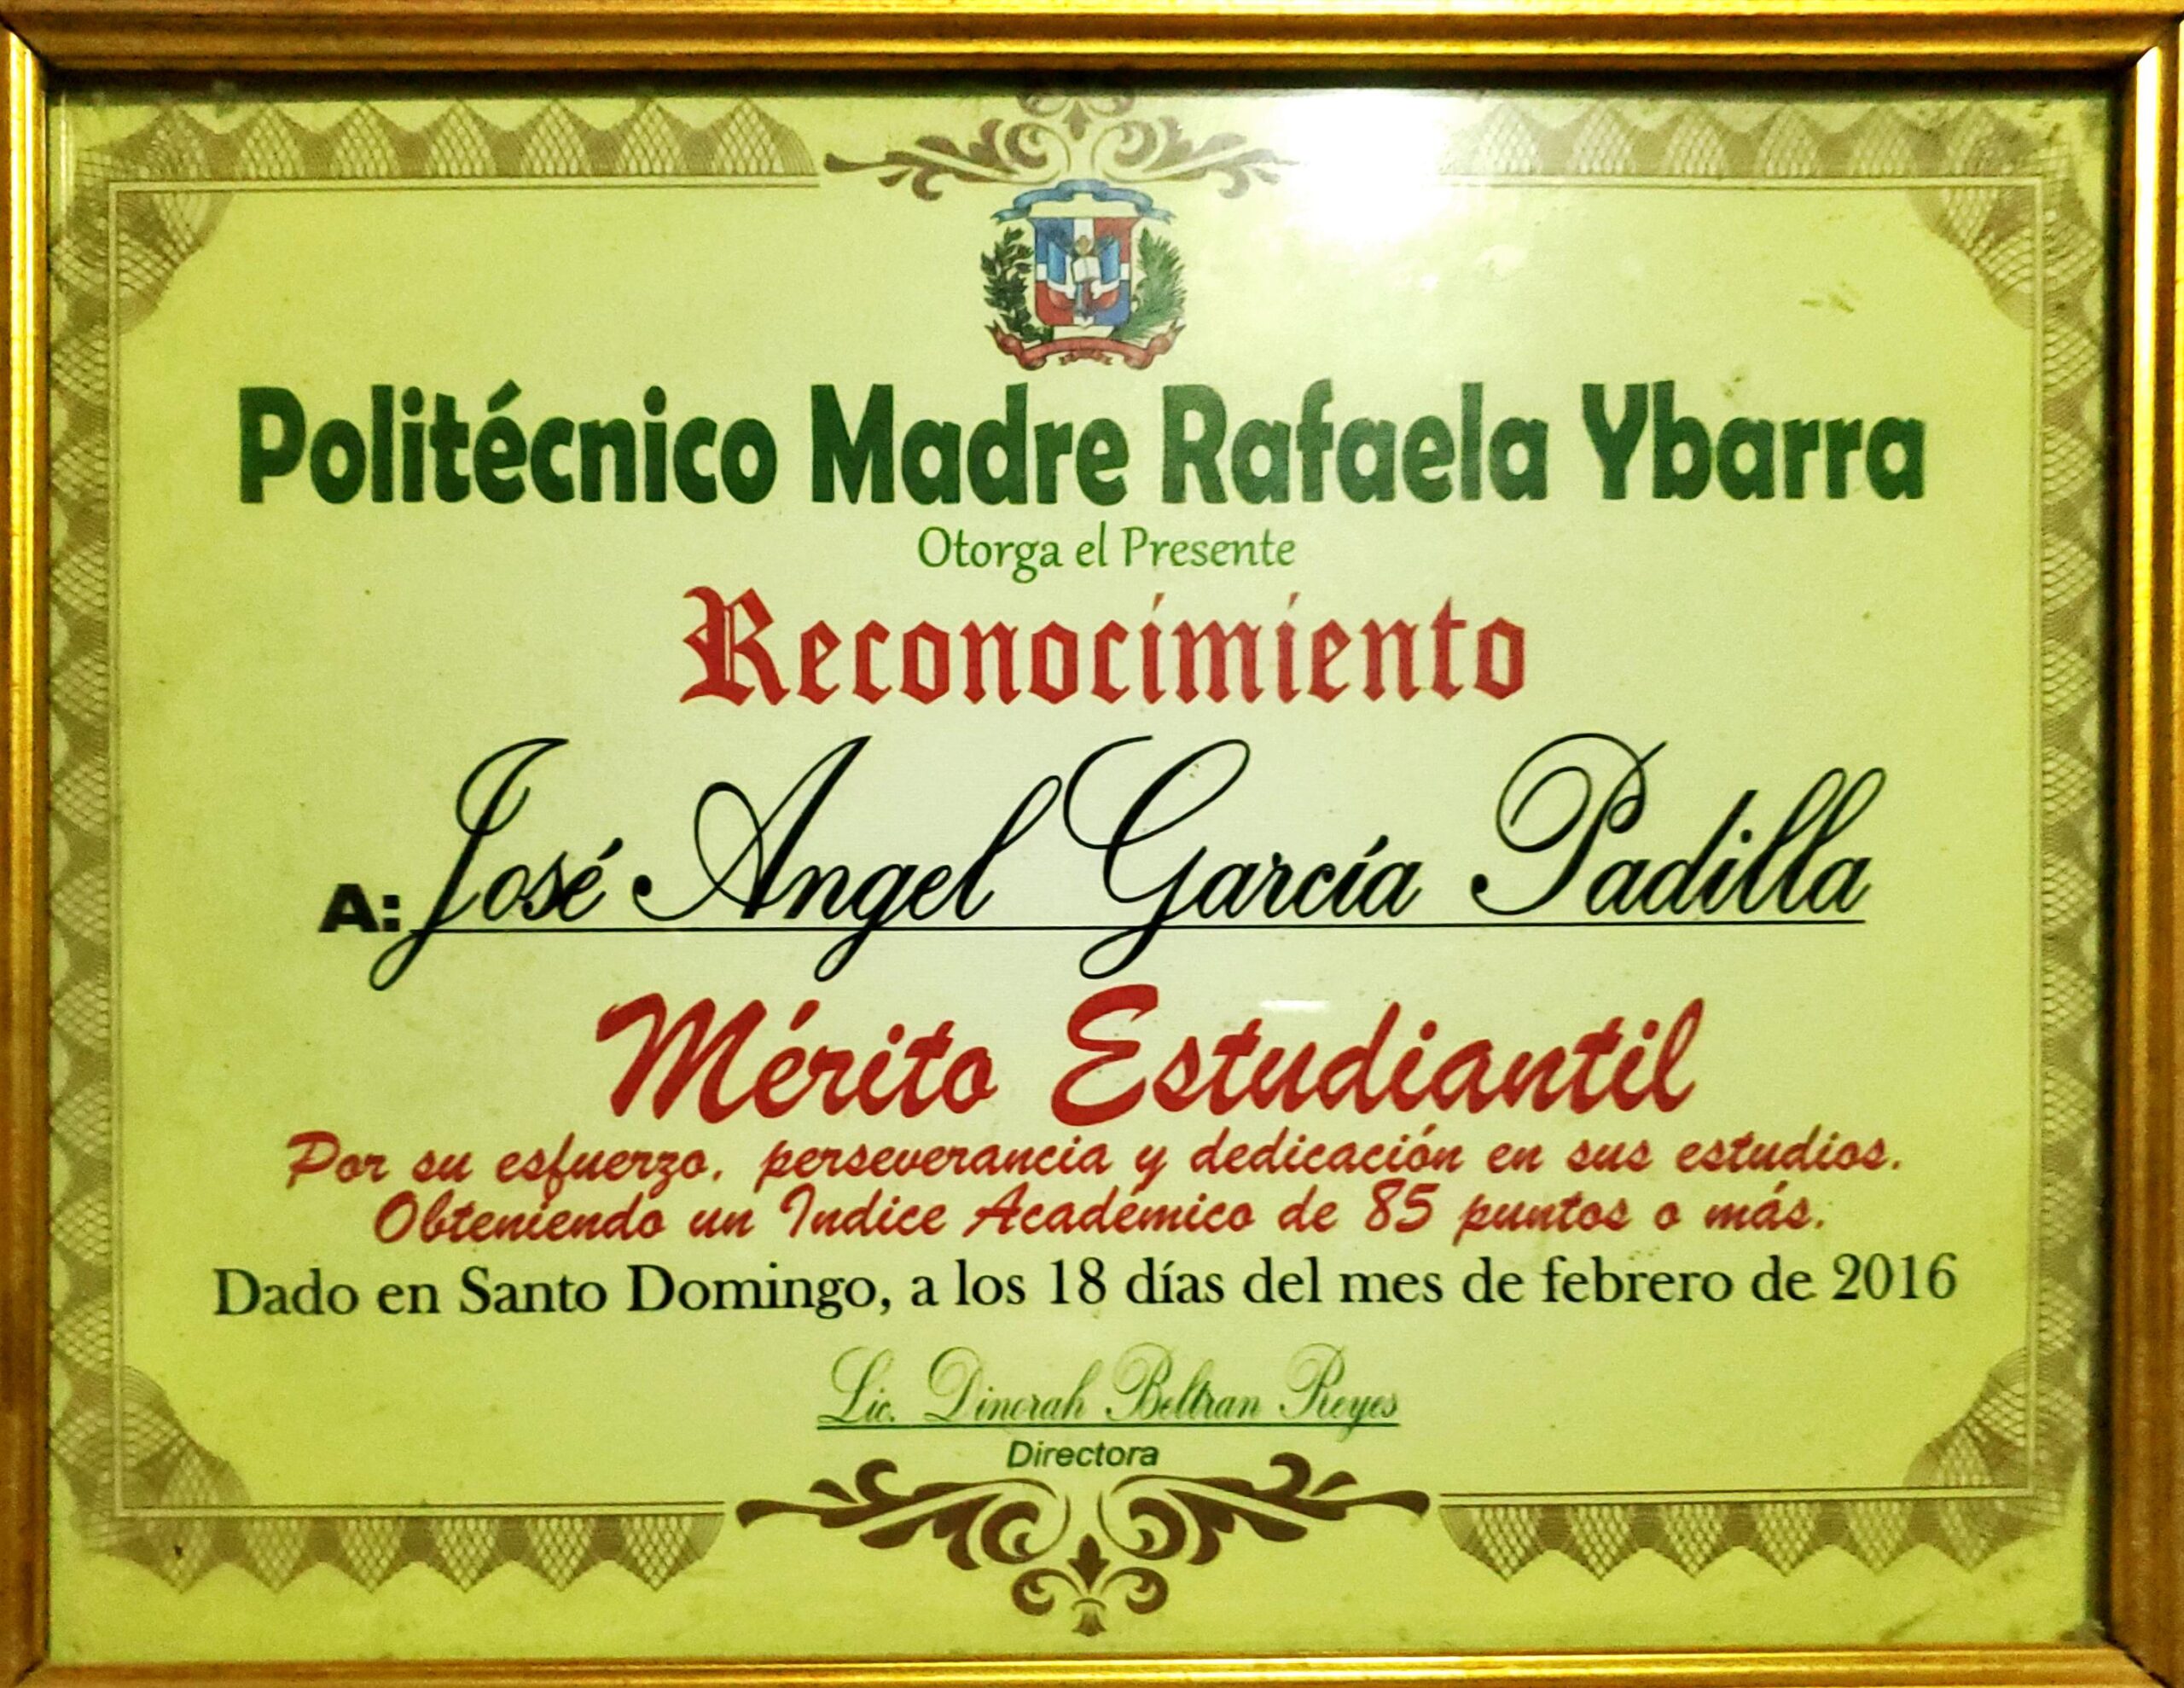 Politécnico Madre Rafaela Ybarra
Otorga el Presente
Reconocimiento
A: José Angel García Padilla
Mérito Estudiantil
Por su esfuerzo, perseverancia y dedicación en sus estudios.
Obteniendo un Indice Académico de 85 puntos o más.
Dado en Santo Domingo, a los 18 días del mes de febrero de 2016
Lic. Dinorah Beltran Reyes
Directora